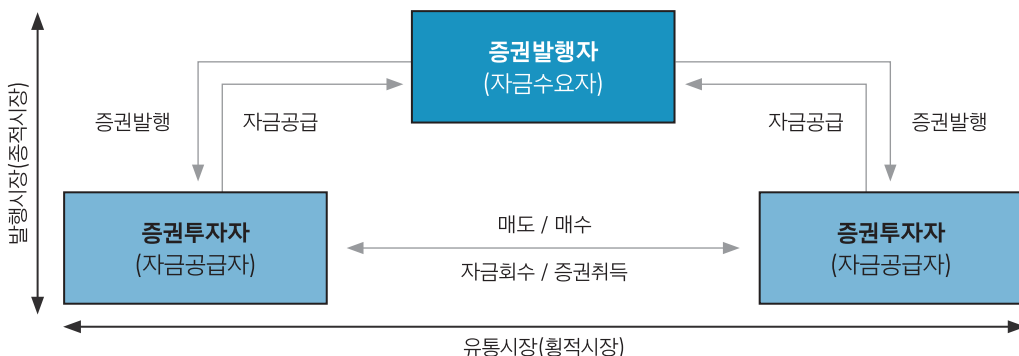 증권발행자
(자금수요자)
증권발행
자금공급
자금공급
증권발행
발행시장(종적시장)
증권투자자
(자금공급자)
매도 / 매수
자금회수 / 증권취득
증권투자자
(자금공급자)
유통시장(횡적시장)